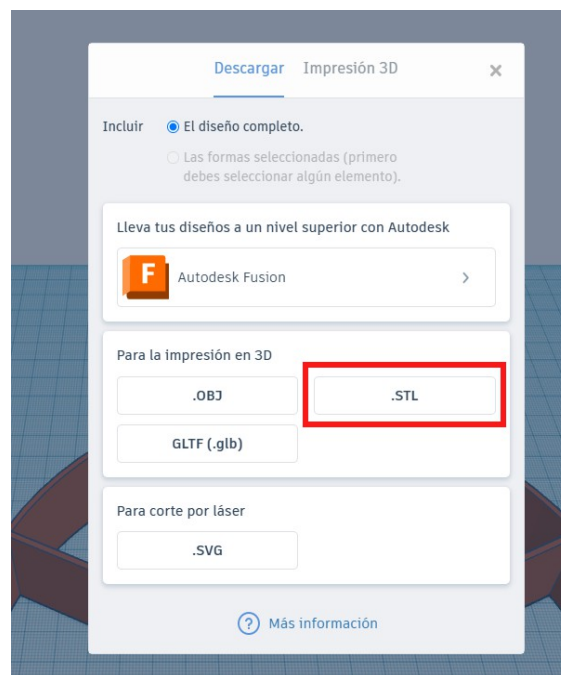 Descargar Impresión 3D ×
Incluir El diseño completo.
Las formas seleccionadas (primero
debes seleccionar algún elemento).
Lleva tus diseños a un nivel superior con Autodesk
F Autodesk Fusion
Para la impresión en 3D
.OBJ .STL
GLTF (.glb)
Para corte por láser
.SVG
? Más información